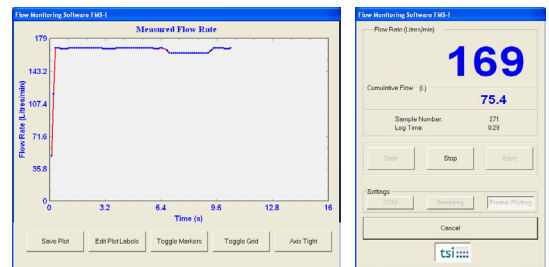 Flow Monitoring Software FMS-I
Measured Flow Rate
Flow Rate (Litres/min)
179
143.2
107.4
71.6
35.8
0
0 3.2 6.4 9.6 12.8 16
Time (s)
Save Plot Edit Plot Labels Toggle Markers Toggle Grid Axis Tight
Flow Monitoring Software FMS-I
Flow Rate (Litres/min)
169
Cumulative Flow (L)
75.4
Sample Number: 271
Log Time: 0:29
Start Stop Save
Settings
COM Sampling Enable Plotting
Cancel
tsi